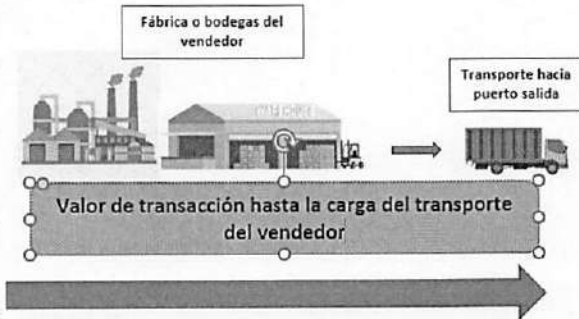 Fábrica o bodegas del
vendedor
Transporte hacia
puerto salida
Valor de transacción hasta la carga del transporte
del vendedor